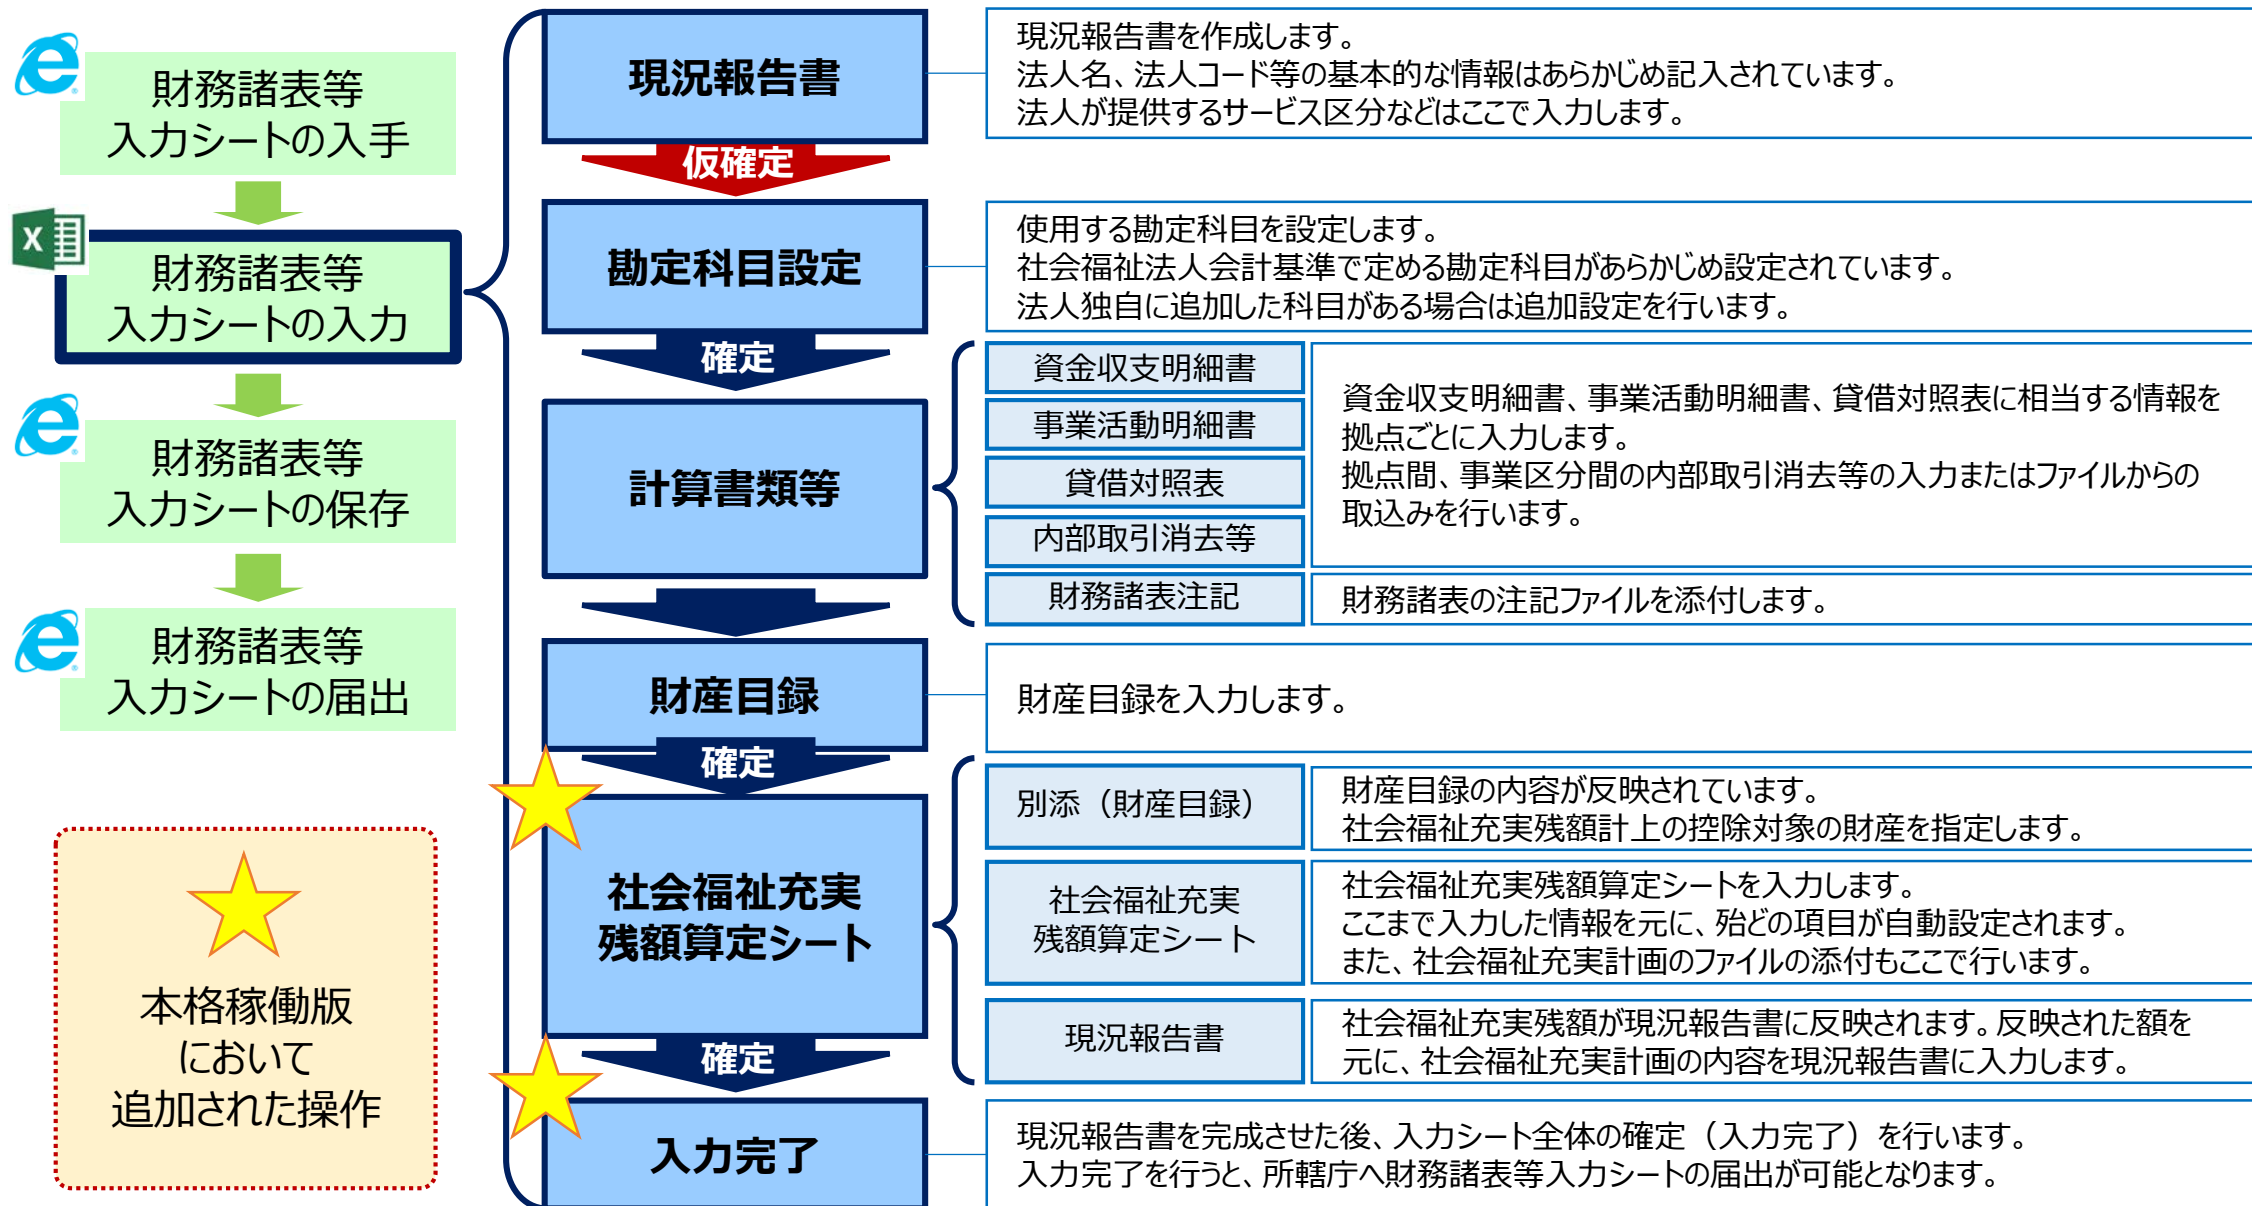 財務諸表等
入力シートの入手
財務諸表等
入力シートの入力
財務諸表等
入力シートの保存
財務諸表等
入力シートの届出
本格稼働版
において
追加された操作
現況報告書
現況報告書を作成します。
法人名、法人コード等の基本的な情報はあらかじめ記入されています。
法人が提供するサービス区分などはここで入力します。
仮確定
勘定科目設定
使用する勘定科目を設定します。
社会福祉法人会計基準で定める勘定科目があらかじめ設定されています。
法人独自に追加した科目がある場合は追加設定を行います。
確定
計算書類等
資金収支明細書
事業活動明細書
貸借対照表
内部取引消去等
資金収支明細書、事業活動明細書、貸借対照表に相当する情報を
拠点ごとに入力します。
拠点間、事業区分間の内部取引消去等の入力またはファイルからの
取込みを行います。
財務諸表注記
財務諸表の注記ファイルを添付します。
財産目録
財産目録を入力します。
確定
社会福祉充実
残額算定シート
別添（財産目録）
財産目録の内容が反映されています。
社会福祉充実残額計上の控除対象の財産を指定します。
社会福祉充実
残額算定シート
社会福祉充実残額算定シートを入力します。
ここまで入力した情報を元に、殆どの項目が自動設定されます。
また、社会福祉充実計画のファイルの添付もここで行います。
現況報告書
社会福祉充実残額が現況報告書に反映されます。反映された額を
元に、社会福祉充実計画の内容を現況報告書に入力します。
確定
入力完了
現況報告書を完成させた後、入力シート全体の確定（入力完了）を行います。
入力完了を行うと、所轄庁へ財務諸表等入力シートの届出が可能となります。